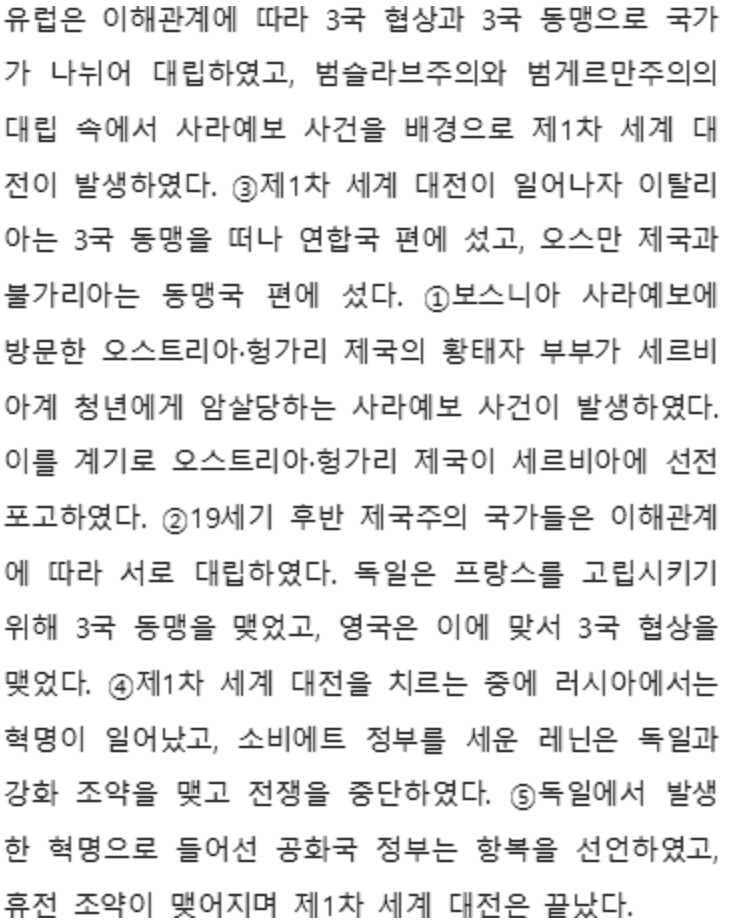 유럽은 이해관계에 따라 3국 협상과 3국 동맹으로 국가
가 나뉘어 대립하였고, 범슬라브주의와 범게르만주의의
대립 속에서 사라예보 사건을 배경으로 제1차 세계 대
전이 발생하였다. ③제1차 세계 대전이 일어나자 이탈리
아는 3국 동맹을 떠나 연합국 편에 섰고, 오스만 제국과
불가리아는 동맹국 편에 섰다. ①보스니아 사라예보에
방문한 오스트리아·헝가리 제국의 황태자 부부가 세르비
아계 청년에게 암살당하는 사라예보 사건이 발생하였다.
이를 계기로 오스트리아·헝가리 제국이 세르비아에 선전
포고하였다. ②19세기 후반 제국주의 국가들은 이해관계
에 따라 서로 대립하였다. 독일은 프랑스를 고립시키기
위해 3국 동맹을 맺었고, 영국은 이에 맞서 3국 협상을
맺었다. ④제1차 세계 대전을 치르는 중에 러시아에서는
혁명이 일어났고, 소비에트 정부를 세운 레닌은 독일과
강화 조약을 맺고 전쟁을 중단하였다. ⑤독일에서 발생
한 혁명으로 들어선 공화국 정부는 항복을 선언하였고,
휴전 조약이 맺어지며 제1차 세계 대전은 끝났다.